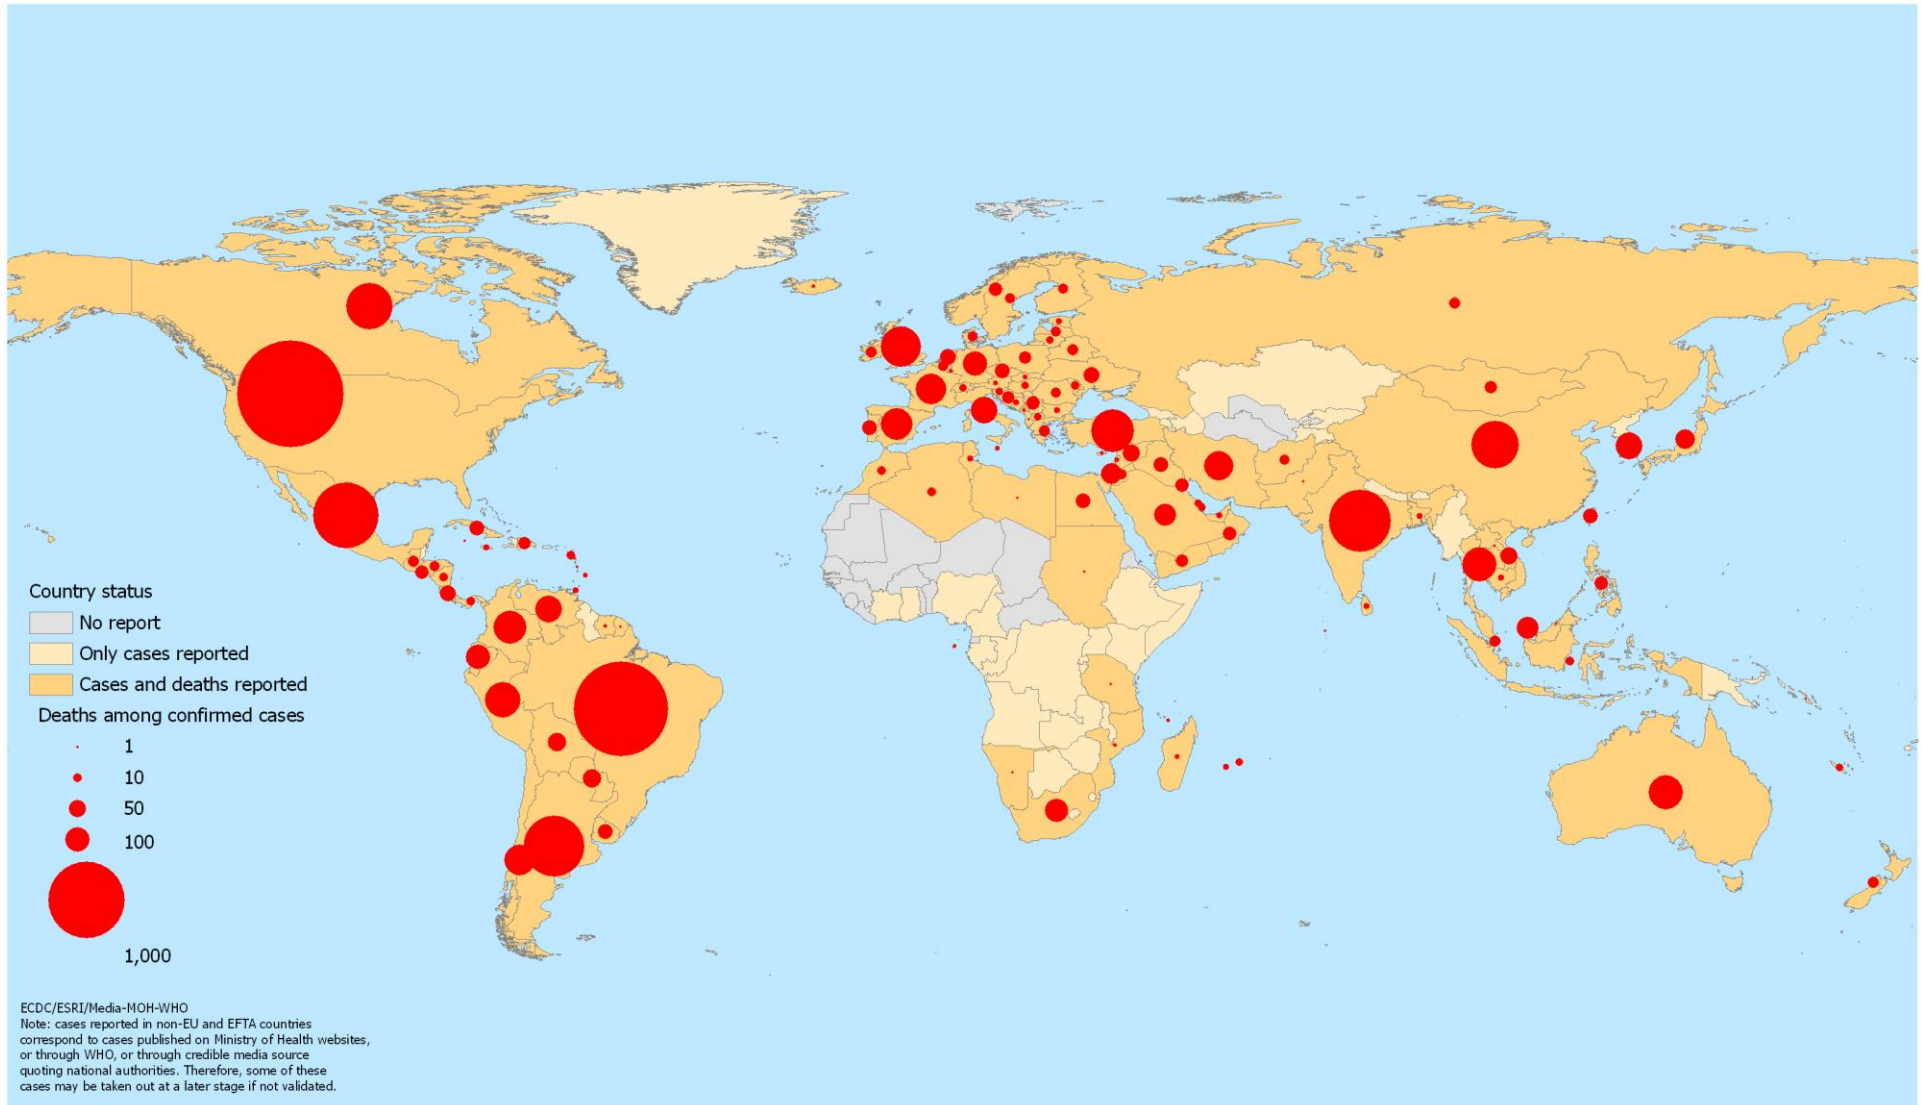 Country status
No report
Only cases reported
Cases and deaths reported
Deaths among confirmed cases
1
10
50
100
1,000
ECDC/ESRI/Media-MOH-WHO
Note: cases reported in non-EU and EFTA countries
correspond to cases published on Ministry of Health websites,
or through WHO, or through credible media source
quoting national authorities. Therefore, some of these
cases may be taken out at a later stage if not validated.